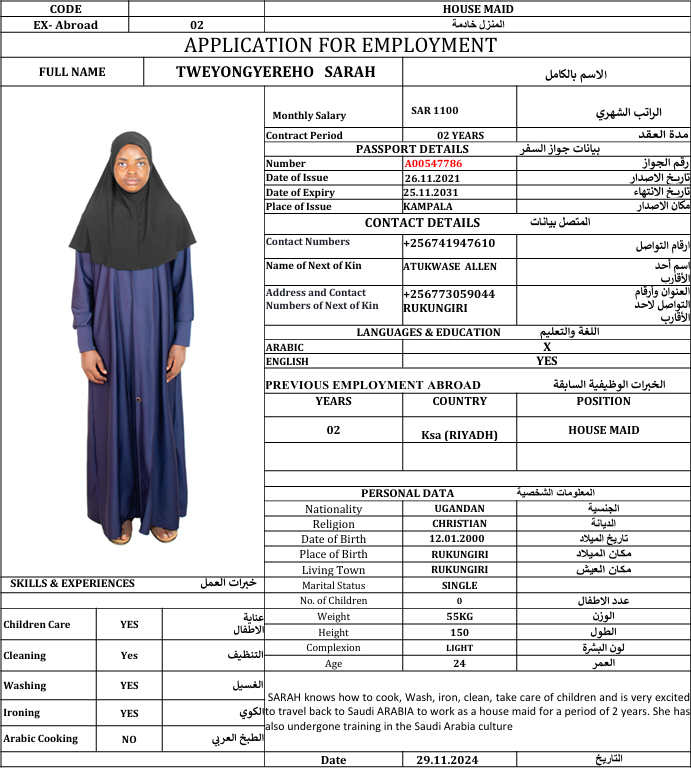 CODE HOUSE MAID
EX- Abroad 02 المنزل خادمة
APPLICATION FOR EMPLOYMENT
FULL NAME TWEYONGYEREHO SARAH الاسم بالكامل
Monthly Salary SAR 1100 الراتب الشهري
Contract Period 02 YEARS مدة العقد
PASSPORT DETAILS بيانات جواز السفر
Number A00547786 رقم الجواز
Date of Issue 26.11.2021 تاريخ الاصدار
Date of Expiry 25.11.2031 تاريخ الانتهاء
Place of Issue KAMPALA مكان الاصدار
CONTACT DETAILS المتصل بيانات
Contact Numbers +256741947610 ارقام التواصل
Name of Next of Kin ATUKWASE ALLEN اسم أحد
الأقارب
Address and Contact +256773059044 العنوان وأرقام
Numbers of Next of Kin RUKUNGIRI التواصل لاحد
الأقارب
LANGUAGES & EDUCATION اللغة والتعليم
ARABIC X
ENGLISH YES
PREVIOUS EMPLOYMENT ABROAD الخبرات الوظيفية السابقة
YEARS COUNTRY POSITION
02 Ksa (RIYADH) HOUSE MAID
PERSONAL DATA المعلومات الشخصية
Nationality UGANDAN الجنسية
Religion CHRISTIAN الديانة
Date of Birth 12.01.2000 تاريخ الميلاد
Place of Birth RUKUNGIRI مكان الميلاد
Living Town RUKUNGIRI مكان العيش
Marital Status SINGLE
No. of Children 0 عدد الاطفال
Weight 55KG الوزن
Height 150 الطول
Complexion LIGHT لون البشرة
Age 24 العمر
SKILLS & EXPERIENCES خبرات العمل
Children Care YES عناية
الاطفال
Cleaning Yes التنظيف
Washing YES الغسيل
Ironing YES الكوي
Arabic Cooking NO الطبخ العربي
SARAH knows how to cook, Wash, iron, clean, take care of children and is very excited
to travel back to Saudi ARABIA to work as a house maid for a period of 2 years. She has
also undergone training in the Saudi Arabia culture
Date 29.11.2024 التاريخ